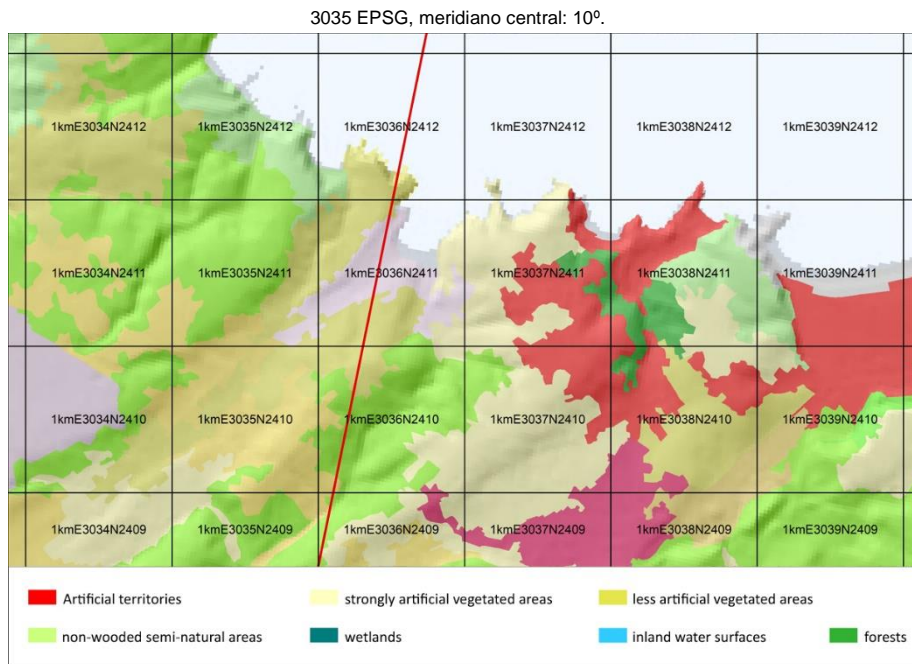 3035 EPSG, meridiano central: 10º.
1kmE3034N2412 1kmE3035N2412 1kmE3036N2412 1kmE3037N2412 1kmE3038N2412 1kmE3039N2412
1kmE3034N2411 1kmE3035N2411 1kmE3036N2411 1kmE3037N2411 1kmE3038N2411 1kmE3039N2411
1kmE3034N2410 1kmE3035N2410 1kmE3036N2410 1kmE3037N2410 1kmE3038N2410 1kmE3039N2410
1kmE3034N2409 1kmE3035N2409 1kmE3036N2409 1kmE3037N2409 1kmE3038N2409 1kmE3039N2409
Artificial territories strongly artificial vegetated areas less artificial vegetated areas
non-wooded semi-natural areas wetlands inland water surfaces forests